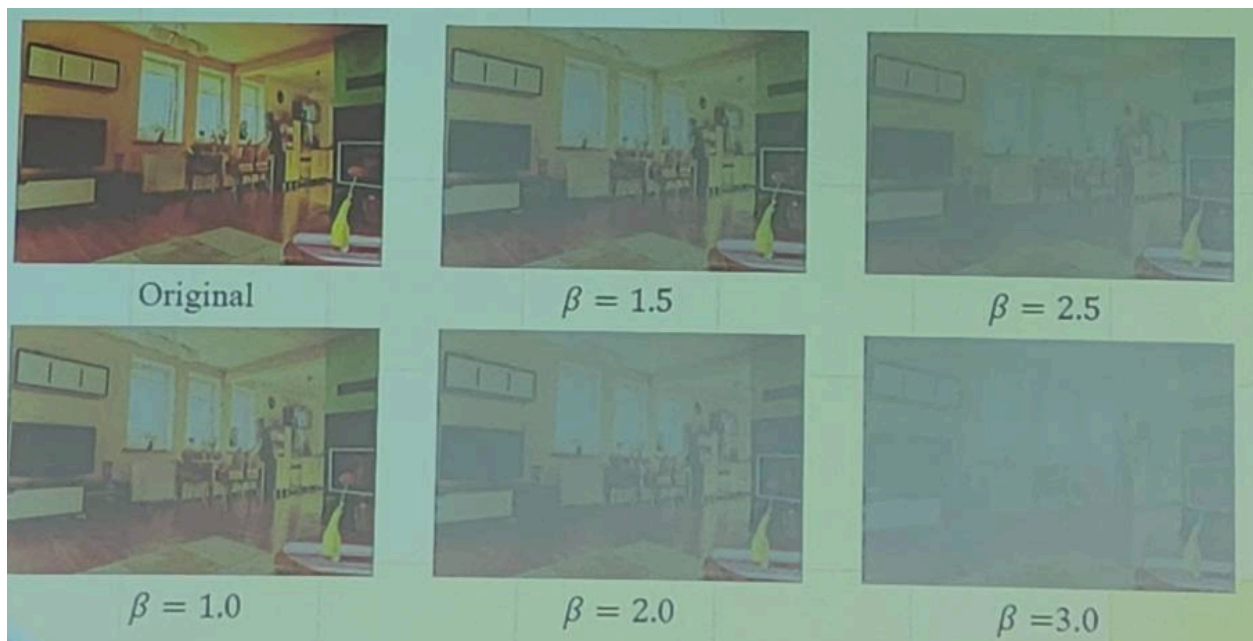 Original
β = 1.5
β = 2.5
β = 1.0
β = 2.0
β =3.0